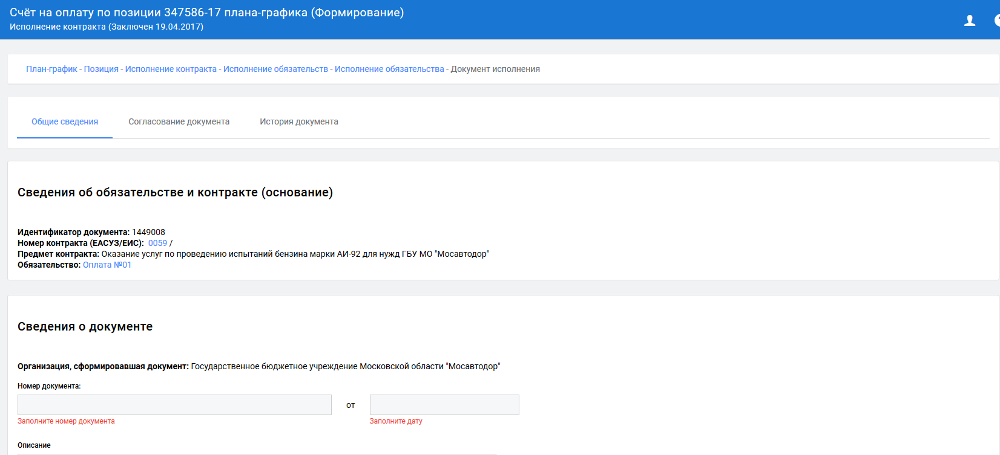 Счёт на оплату по позиции 347586-17 плана-графика (Формирование)
Исполнение контракта (Заключен 19.04.2017)
План-график - Позиция - Исполнение контракта - Исполнение обязательств - Исполнение обязательства - Документ исполнения
Общие сведения Согласование документа История документа
Сведения об обязательстве и контракте (основание)
Идентификатор документа: 1449008
Номер контракта (ЕАСУЗ/ЕИС): 0059 /
Предмет контракта: Оказание услуг по проведению испытаний бензина марки АИ-92 для нужд ГБУ МО "Мосавтодор"
Обязательство: Оплата №01
Сведения о документе
Организация, сформировавшая документ: Государственное бюджетное учреждение Московской области "Мосавтодор"
Номер документа:
от
Заполните номер документа Заполните дату
Описание